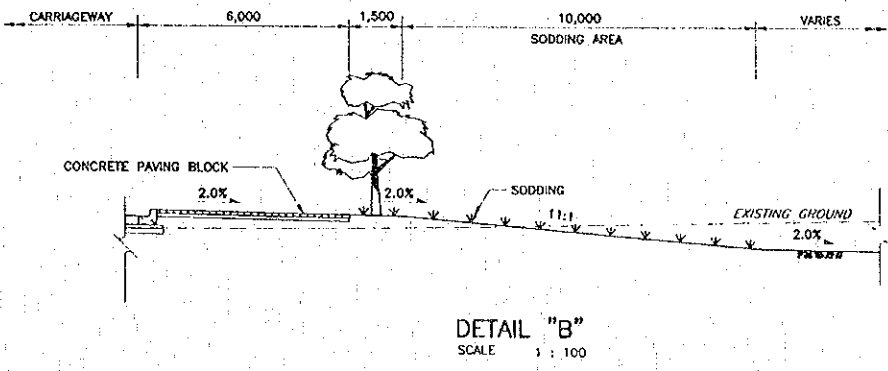 CARRIAGEWAY 6,000 1,500 10,000 VARIES
SODDING AREA
CONCRETE PAVING BLOCK
2.0% 2.0% SODDING
11:1 EXISTING GROUND
2.0%
DETAIL "B"
SCALE 1 : 100